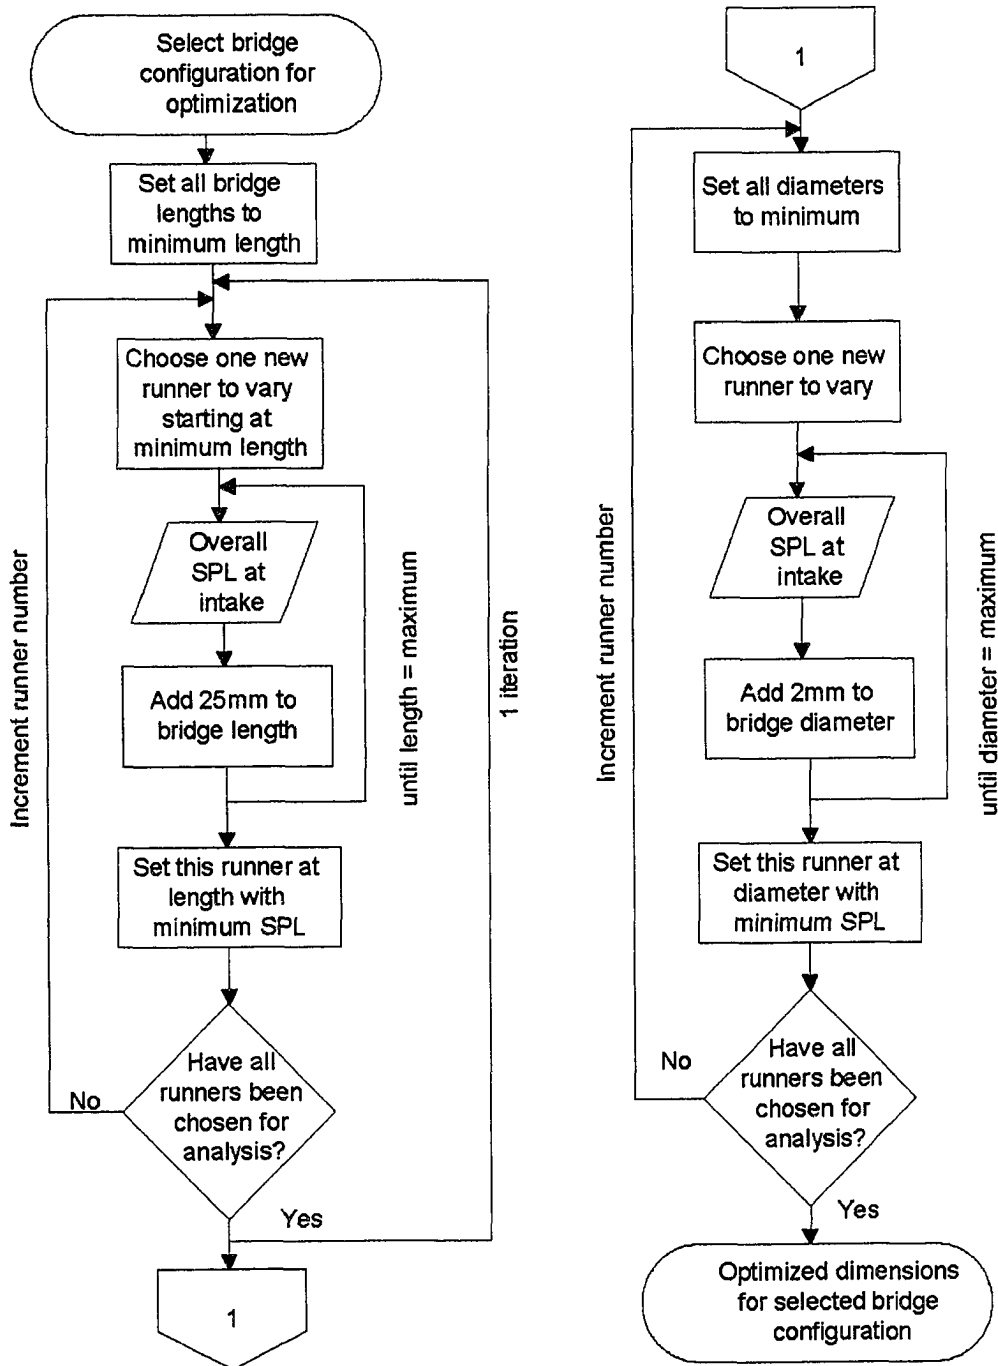 Select bridge
configuration for
optimization
Set all bridge
lengths to
minimum length
Choose one new
runner to vary
starting at
minimum length
Overall
SPL at
intake
Add 25mm to
bridge length
Set this runner at
length with
minimum SPL
Have all
runners been
chosen for
analysis?
No
Yes
Increment runner number
until length = maximum
1 iteration
1
1
Set all diameters
to minimum
Choose one new
runner to vary
Overall
SPL at
intake
Add 2mm to
bridge diameter
Set this runner at
diameter with
minimum SPL
Have all
runners been
chosen for
analysis?
No
Yes
Increment runner number
until diameter = maximum
Optimized dimensions
for selected bridge
configuration